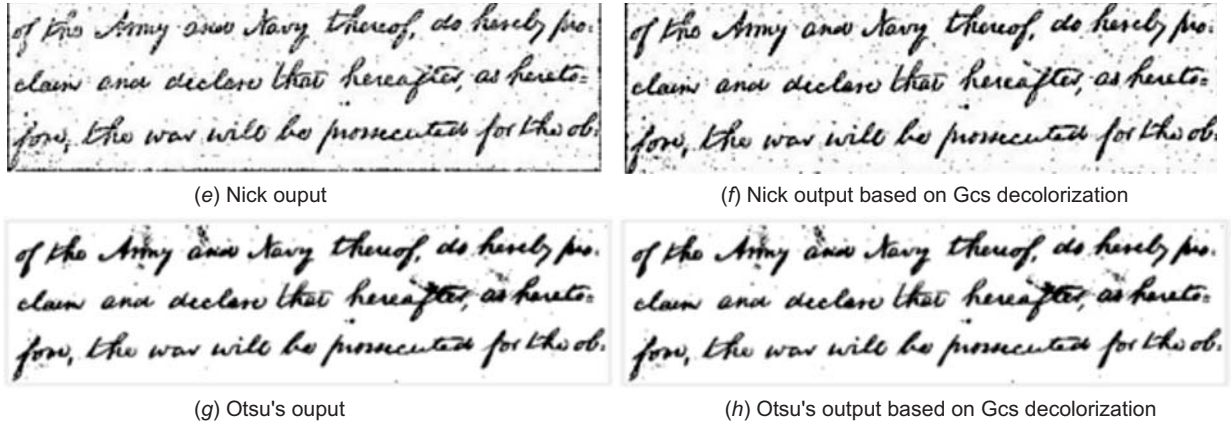 of the Army and Navy thereof, do hereby pro-
claim and declare that hereafter, as hereto=
fore, the war will be prosecuted for the ob-
(e) Nick ouput
of the Army and Navy thereof, do hereby pro-
claim and declare that hereafter, as hereto=
fore, the war will be prossecuted for the ob-
(f) Nick output based on Gcs decolorization
of the Army and Navy thereof, do hereby pro-
claim and declare that hereafter, as hereto=
fore, the war will be prossecuted for the ob-
(g) Otsu's ouput
of the Army and Navy thereof, do hereby pro-
claim and declare that hereafter, as hereto=
fore, the war will be prossecuted for the ob-
(h) Otsu's output based on Gcs decolorization